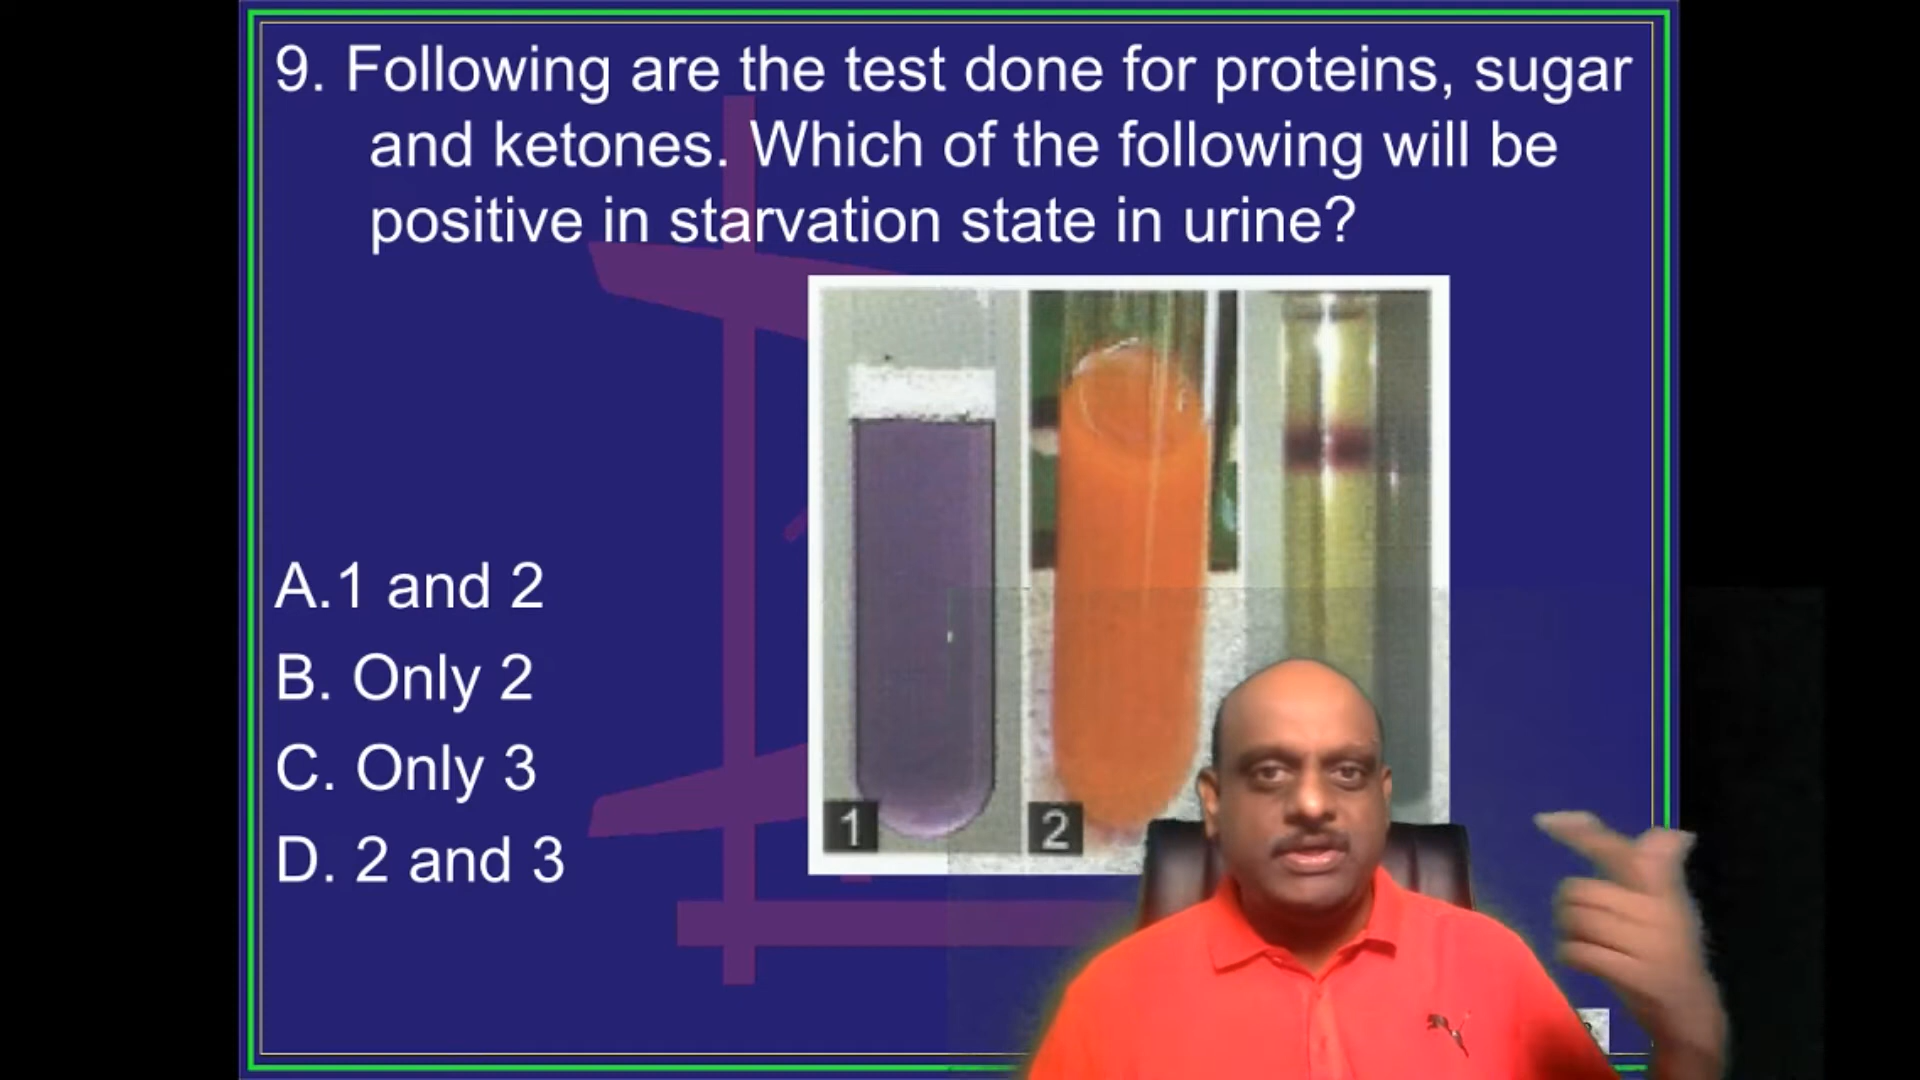 9. Following are the test done for proteins, sugar
and ketones. Which of the following will be
positive in starvation state in urine?
A.1 and 2
B. Only 2
C. Only 3
D. 2 and 3
1
2